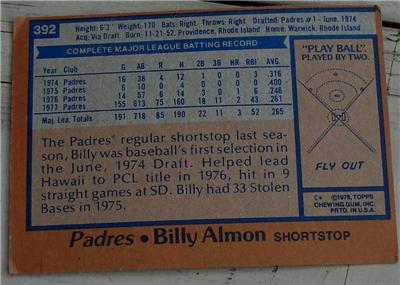 392
Height: 6'3" Weight: 170 Bats: Right Throws: Right Drafted: Padres #1-June, 1974
Acq: Via Draft Born: 11-21-52, Providence, Rhode Island Home: Warwick, Rhode Island
COMPLETE MAJOR LEAGUE BATTING RECORD
Year Club G AB R H 2B 3B HR RBI AVG.
1974 Padres 16 38 4 12 1 0 0 3 .316
1975 Padres 6 10 0 4 0 0 0 0 .400
1976 Padres 14 57 6 14 3 0 0 6 .246
1977 Padres 155 613 75 160 18 11 2 43 .261
Maj. Lea. Totals 191 718 85 190 22 11 3 52 .265
The Padres' regular shortstop last sea-
son, Billy was baseball's first selection in
the June, 1974 Draft. Helped lead
Hawaii to PCL title in 1976, hit in 9
straight games at SD. Billy had 33 Stolen
Bases in 1975.
"PLAY BALL"
PLAYED BY TWO.
FLY OUT
© 1978, TOPPS
CHEWING GUM, INC.
PRTD. IN U.S.A.
Padres • Billy Almon SHORTSTOP